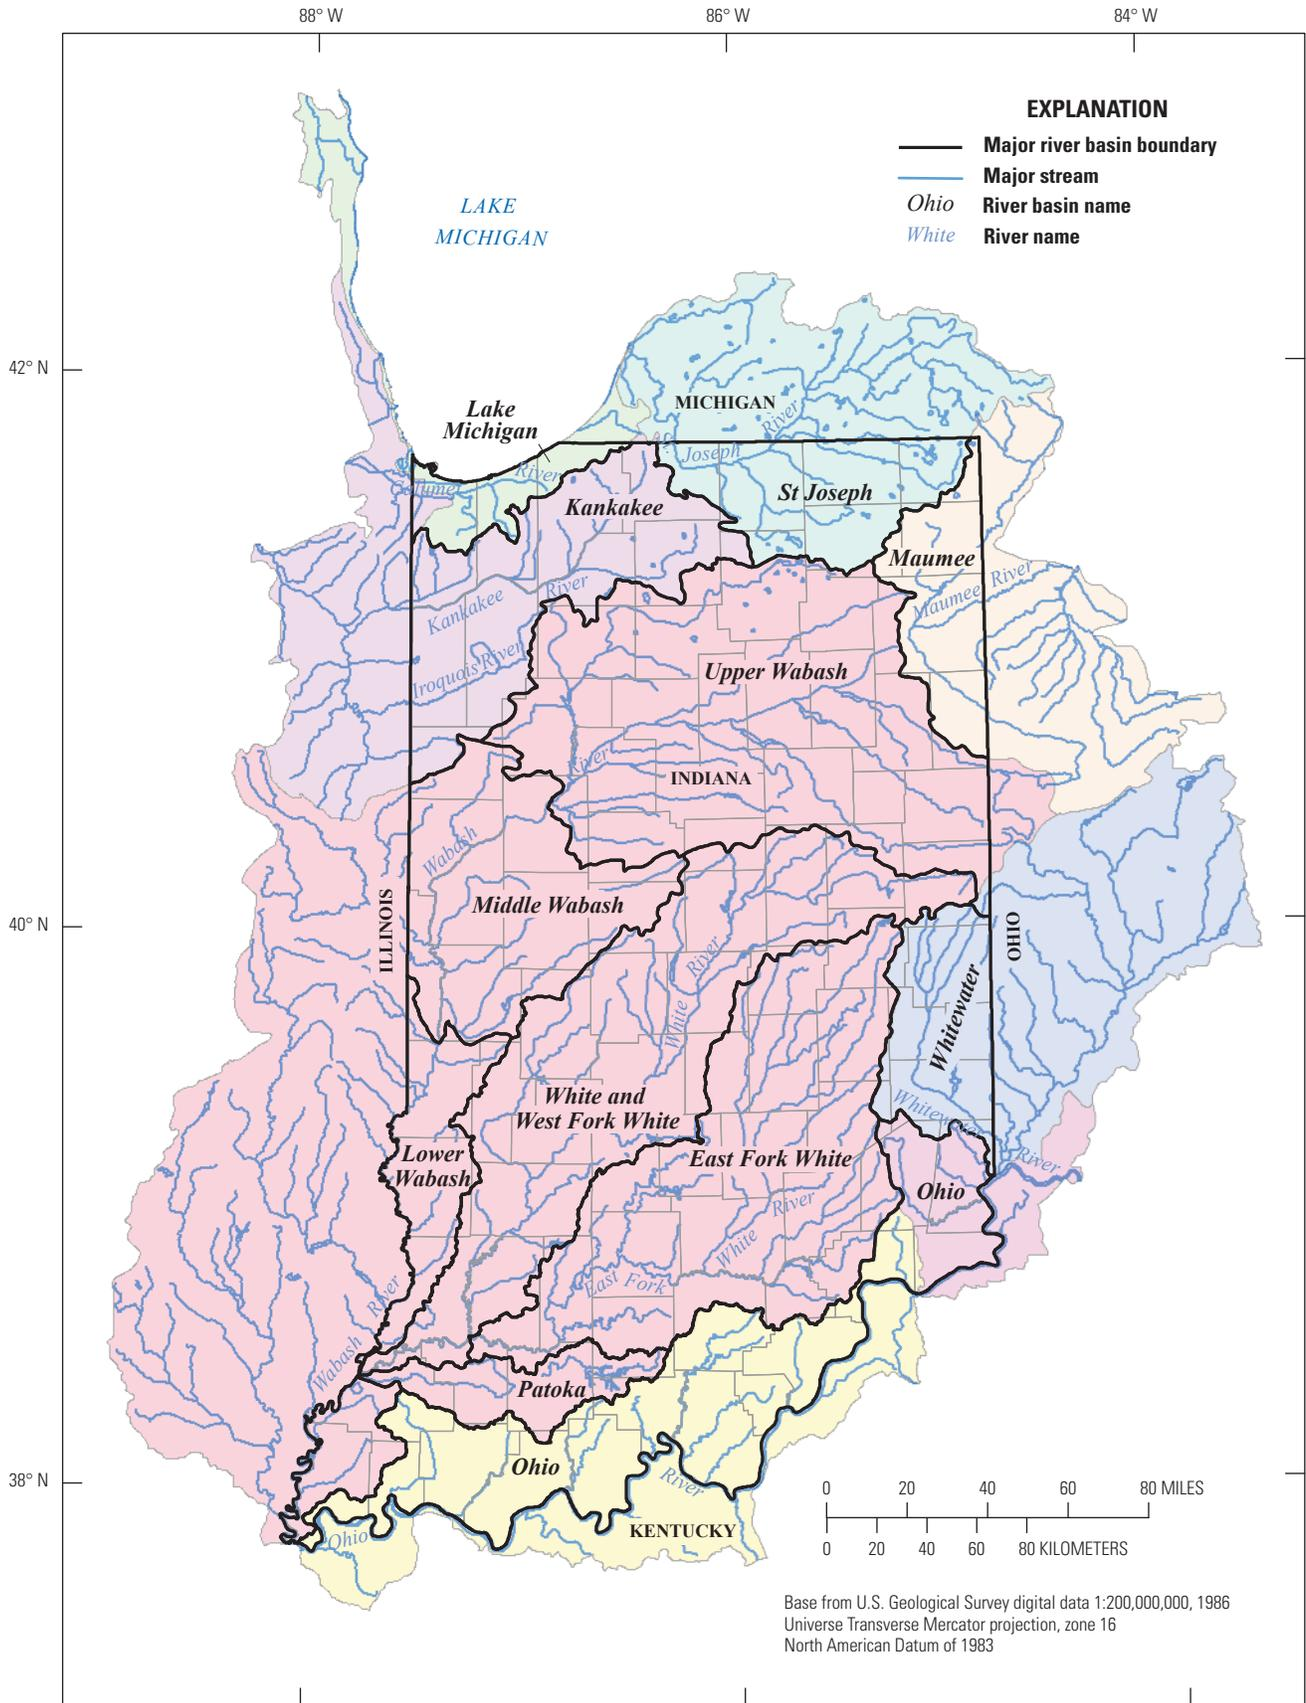 88° W
86° W
84° W
EXPLANATION
Major river basin boundary
Major stream
Ohio River basin name
White River name
LAKE
MICHIGAN
42° N
MICHIGAN
Lake
Michigan
River
Joseph
River
Calumet
St Joseph
Kankakee
Maumee
River
Maumee
River
Kankakee
Iroquois River
Upper Wabash
River
INDIANA
Wabash
ILLINOIS
Middle Wabash
40° N
OHIO
River
White
Whitewater
White and
West Fork White
Whitewater
Lower
Wabash
East Fork White
River
Ohio
River
White
East Fork
River
Wabash
Patoka
Ohio
38° N
River
0 20 40 60 80 MILES
KENTUCKY
Ohio
0 20 40 60 80 KILOMETERS
Base from U.S. Geological Survey digital data 1:200,000,000, 1986
Universe Transverse Mercator projection, zone 16
North American Datum of 1983